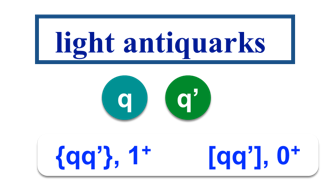 light antiquarks
q q’
{qq’}, 1⁺ [qq’], 0⁺